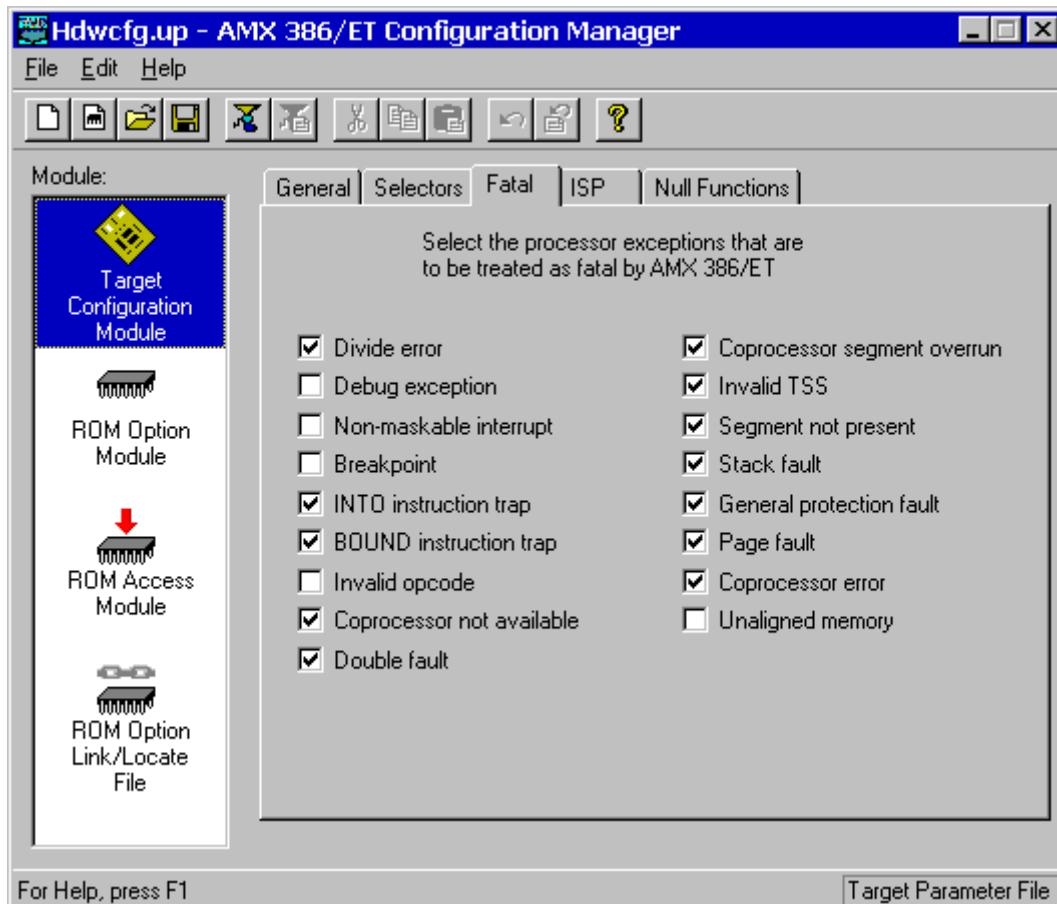 Hdwcfg.up - AMX 386/ET Configuration Manager
File Edit Help
Module:
Target
Configuration
Module
ROM Option
Module
ROM Access
Module
ROM Option
Link/Locate
File
General Selectors Fatal ISP Null Functions
Select the processor exceptions that are
to be treated as fatal by AMX 386/ET
Divide error
Debug exception
Non-maskable interrupt
Breakpoint
INTO instruction trap
BOUND instruction trap
Invalid opcode
Coprocessor not available
Double fault
Coprocessor segment overrun
Invalid TSS
Segment not present
Stack fault
General protection fault
Page fault
Coprocessor error
Unaligned memory
For Help, press F1
Target Parameter File